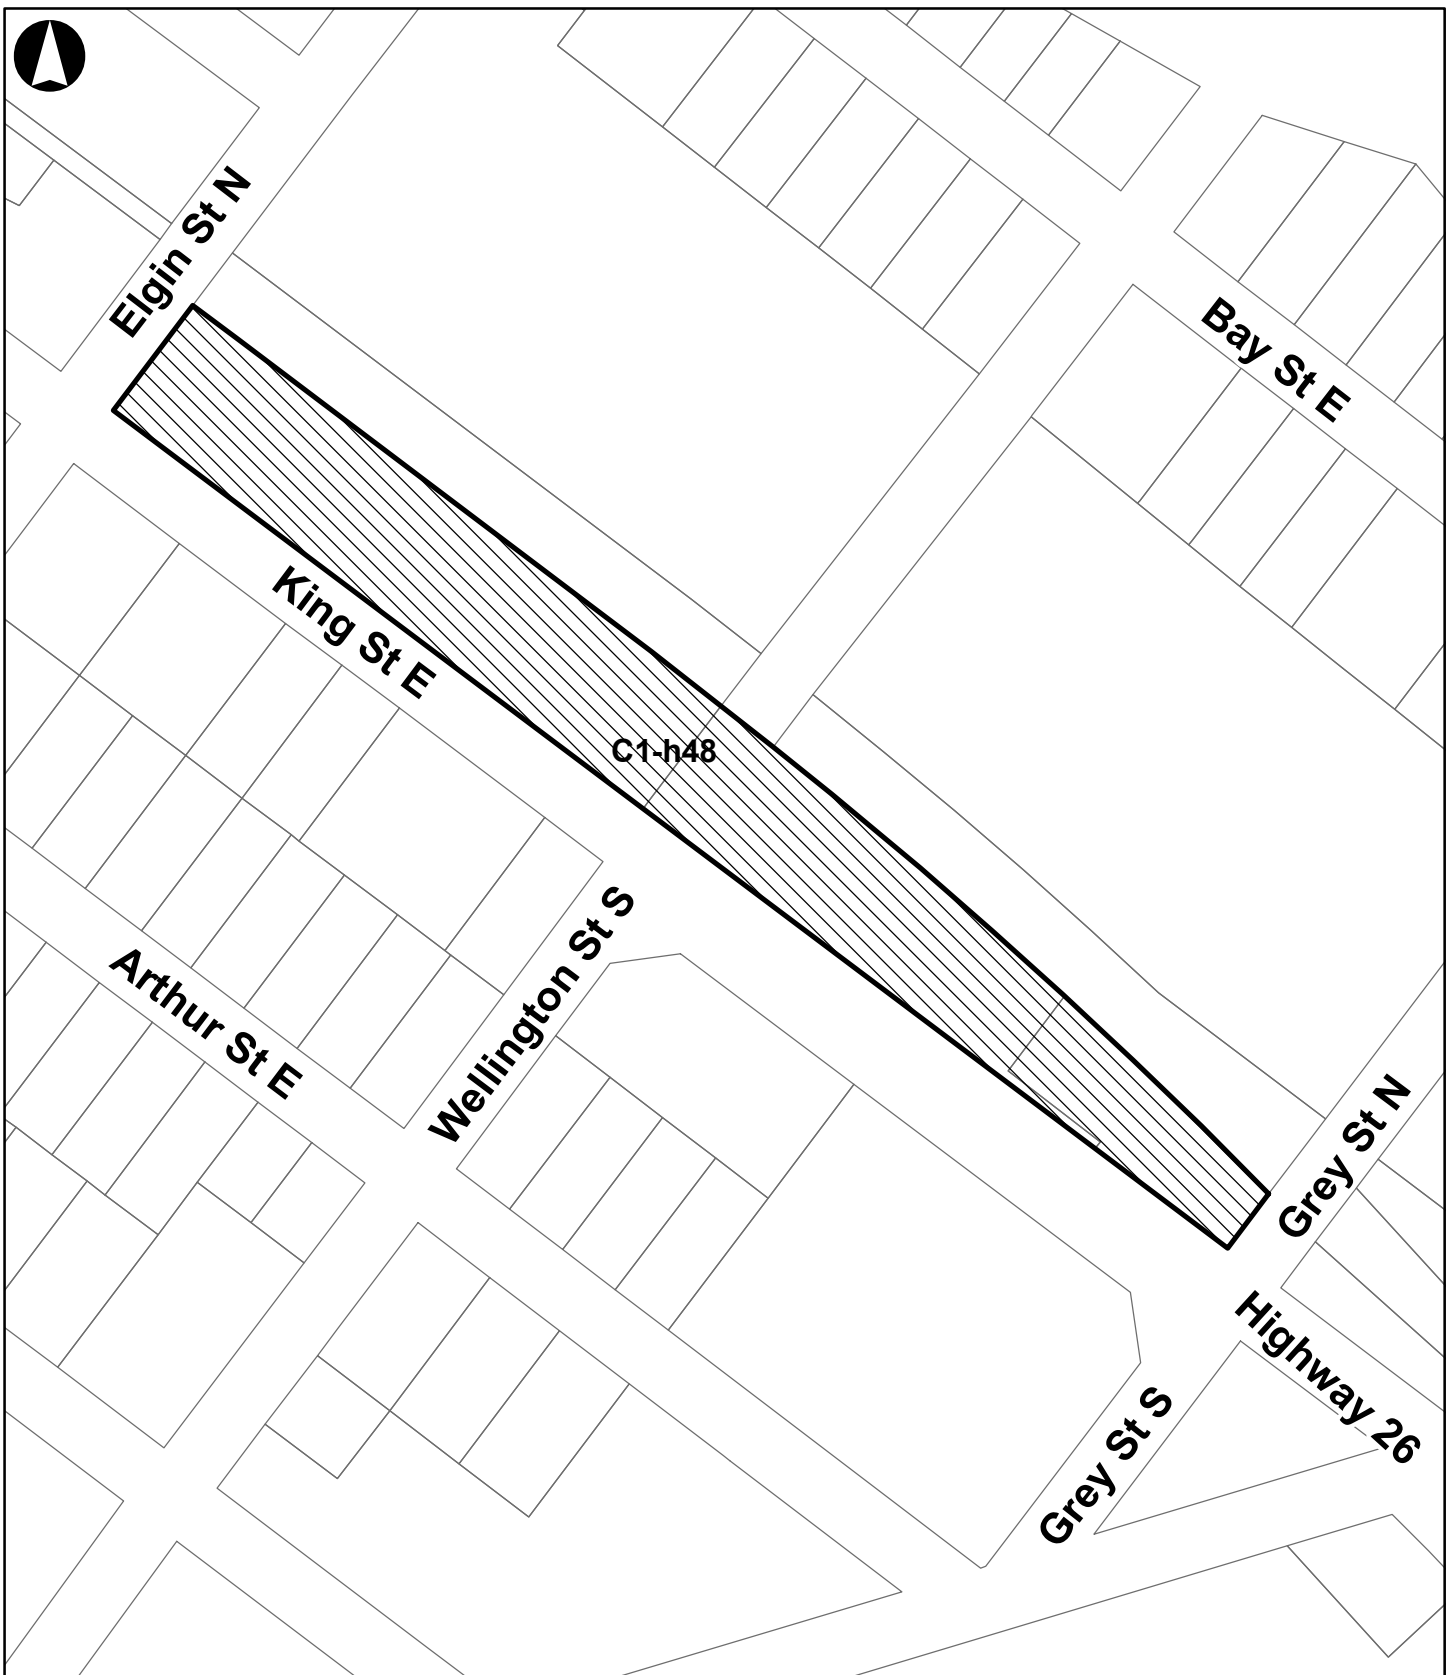 Elgin St N
Bay St E
King St E
C1-h48
Wellington St S
Arthur St E
Grey St N
Highway 26
Grey St S